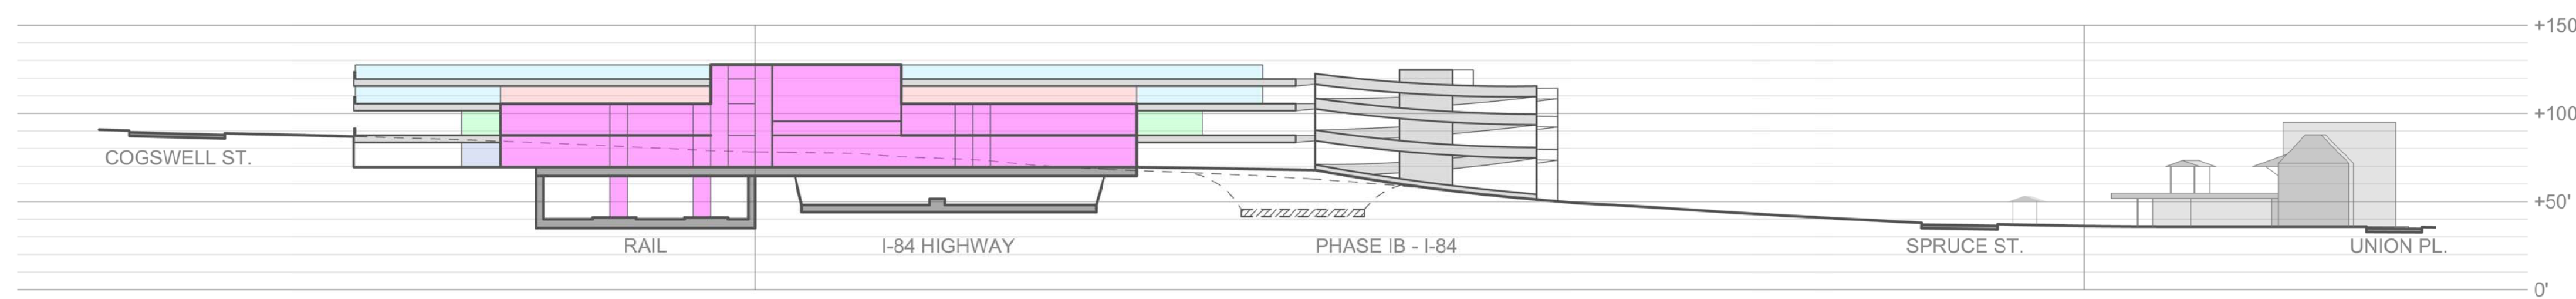 +150
+100
COGSWELL ST.
+50'
RAIL
I-84 HIGHWAY
PHASE IB - I-84
SPRUCE ST.
UNION PL.
0'